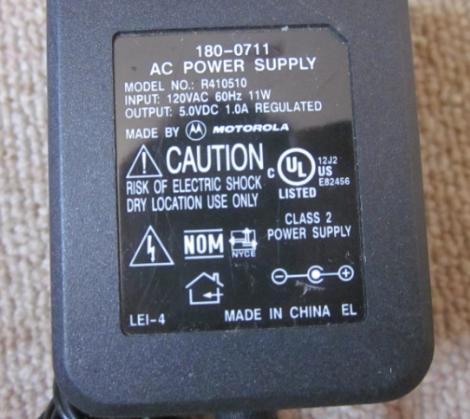 180-0711
AC POWER SUPPLY
MODEL NO.: R410510
INPUT: 120VAC 60Hz 11W
OUTPUT: 5.0VDC 1.0A REGULATED
MADE BY MOTOROLA
CAUTION
RISK OF ELECTRIC SHOCK
DRY LOCATION USE ONLY
C UL US
LISTED
12J2
E82456
CLASS 2
POWER SUPPLY
NOM
NYCE
LEI-4
MADE IN CHINA EL